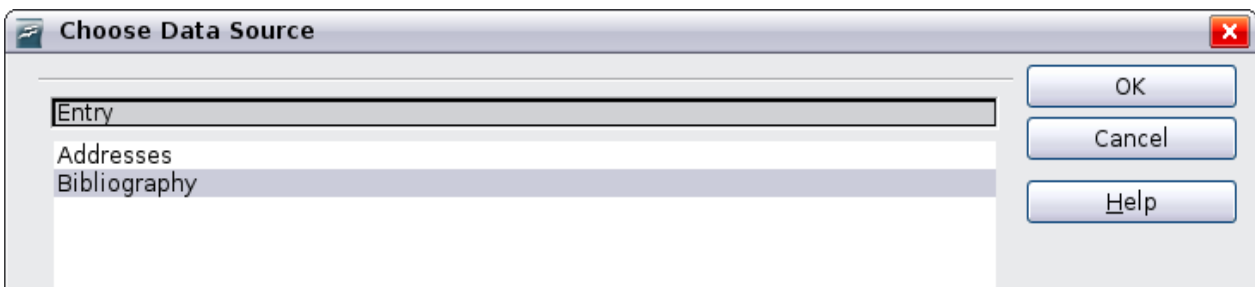 Choose Data Source
OK
Entry
Cancel
Addresses
Bibliography
Help